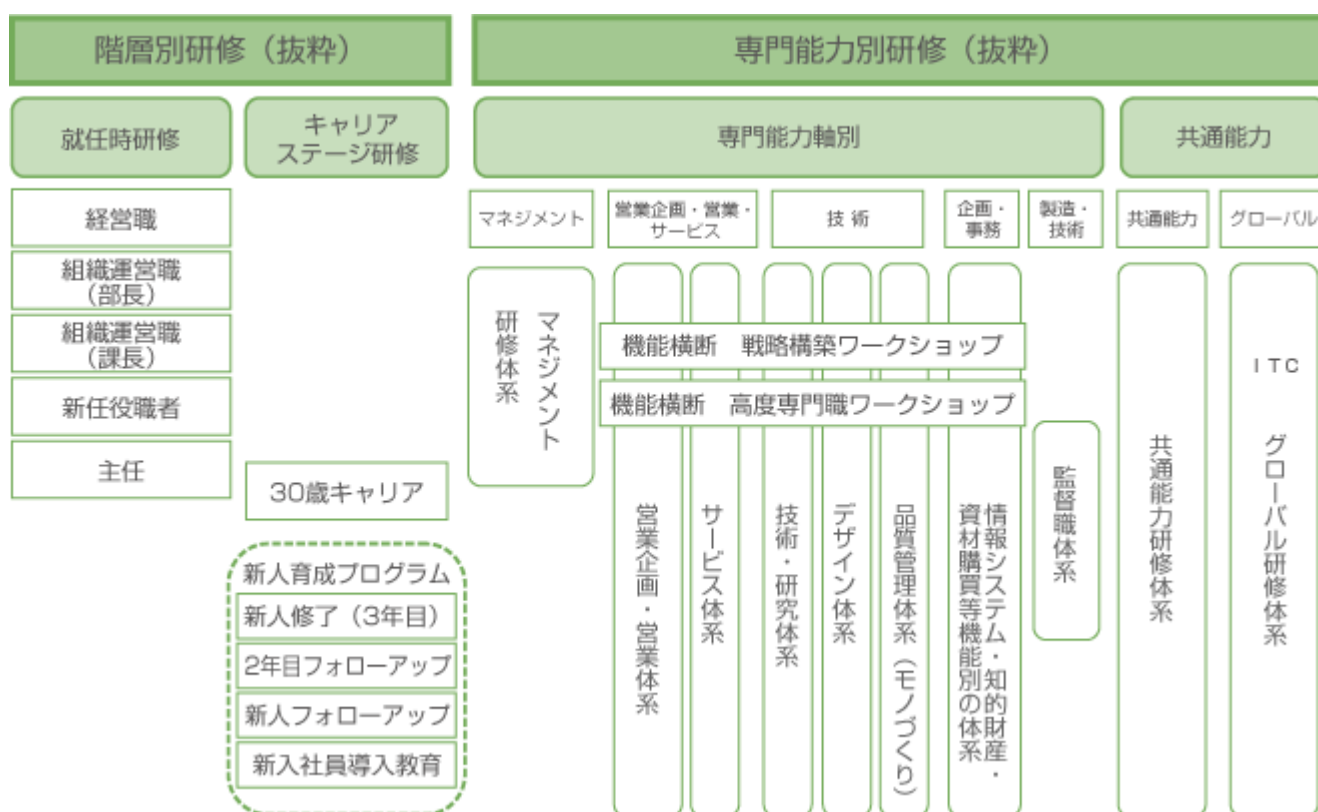 階層別研修（抜粋）
専門能力別研修（抜粋）
就任時研修
キャリア
ステージ研修
専門能力軸別
共通能力
経営職
組織運営職
（部長）
組織運営職
（課長）
新任役職者
主任
30歳キャリア
新人育成プログラム
新人修了（3年目）
2年目フォローアップ
新人フォローアップ
新入社員導入教育
マネジメント
営業企画・営業・
サービス
技 術
企画・
事務
製造・
技術
共通能力
グローバル
マネジメント
研修体系
機能横断　戦略構築ワークショップ
機能横断　高度専門職ワークショップ
営業企画・営業体系
サービス体系
技術・研究体系
デザイン体系
品質管理体系（モノづくり）
情報システム・知的財産・
資材購買等機能別の体系
監督職体系
共通能力研修体系
ITC
グローバル研修体系